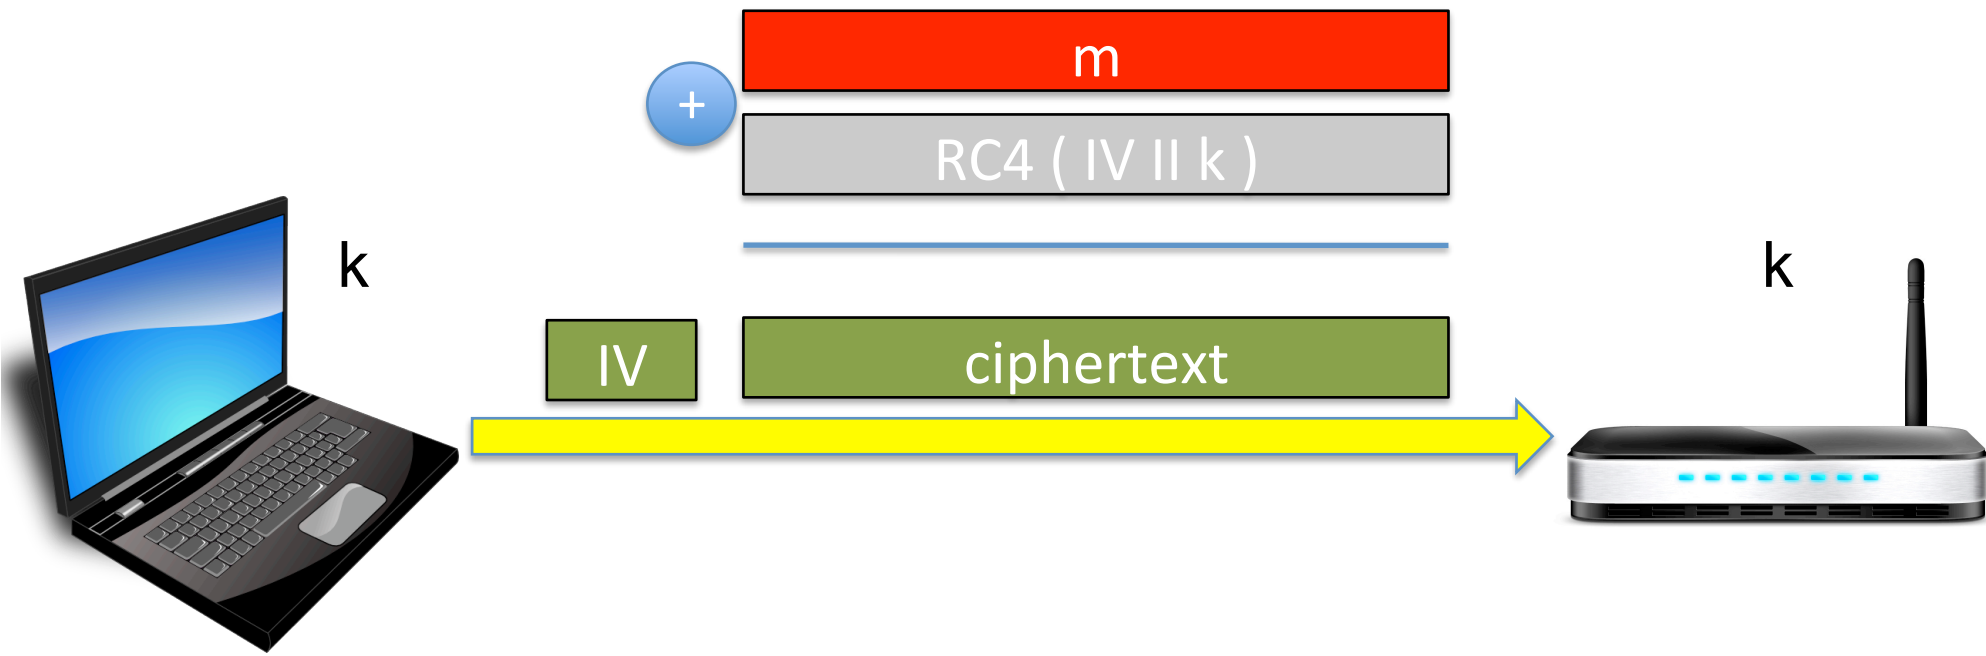 m
+
RC4 ( IV II k )
k
k
IV
ciphertext